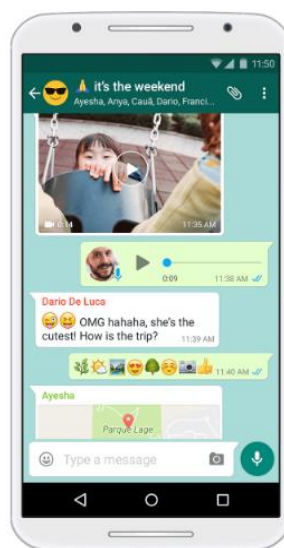 11:50
🙏 it's the weekend
Ayesha, Anya, Cauã, Dario, Franci...
0:14
11:35 AM
0:09
11:38 AM
Dario De Luca
😜😆 OMG hahaha, she's the
cutest! How is the trip?
11:39 AM
🌿🌤🏞😍🌳☺️📷👍
11:40 AM
Ayesha
Parque Lage
Type a message